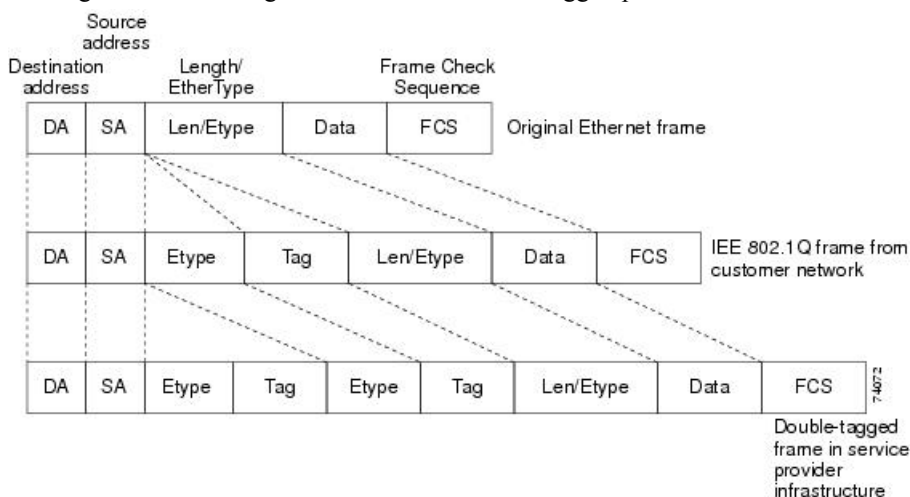 Source
address
Destination
address
Length/
EtherType
Frame Check
Sequence
DA SA Len/Etype Data FCS Original Ethernet frame
DA SA Etype Tag Len/Etype Data FCS IEE 802.1Q frame from
customer network
DA SA Etype Tag Etype Tag Len/Etype Data FCS 74072
Double-tagged
frame in service
provider
infrastructure